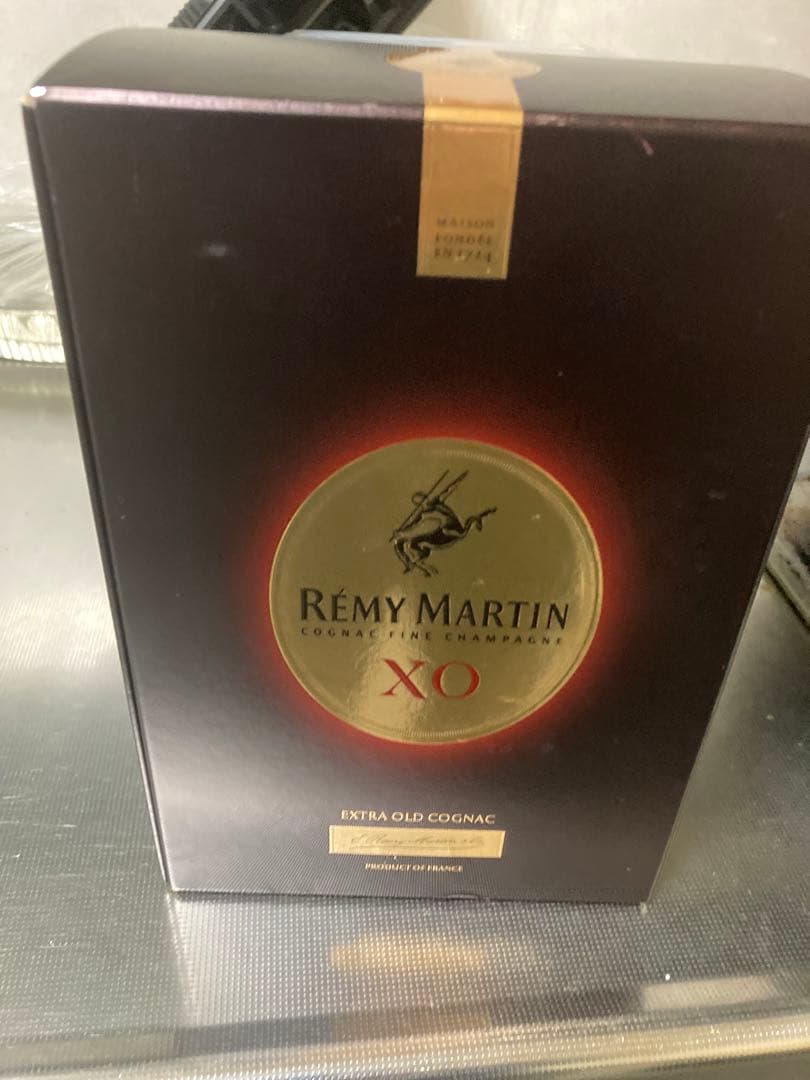 MAISON
FONDÉE
EN 1724
RÉMY MARTIN
COGNAC FINE CHAMPAGNE
XO
EXTRA OLD COGNAC
PRODUCT OF FRANCE